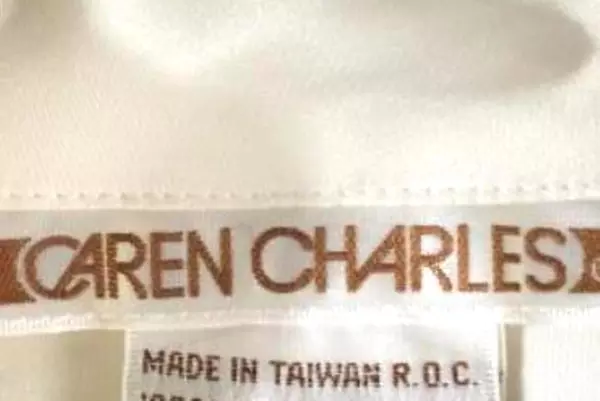 CAREN CHARLES
MADE IN TAIWAN R.O.C.